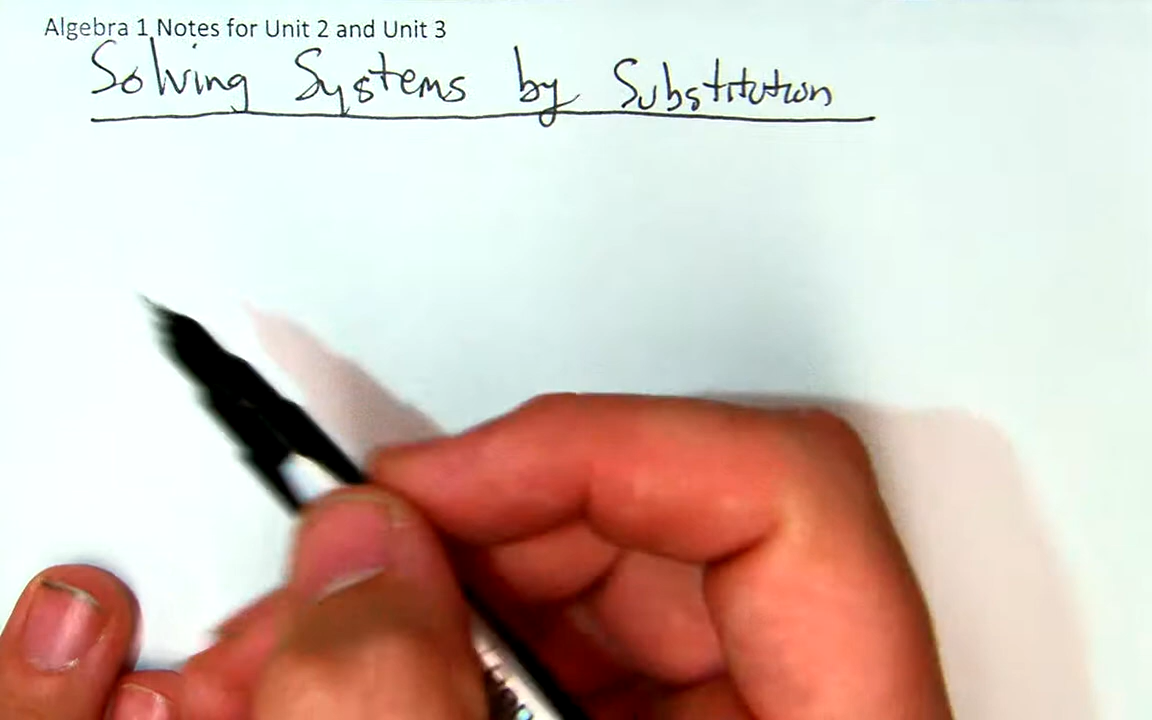 Algebra 1 Notes for Unit 2 and Unit 3
Solving Systems by Substitution